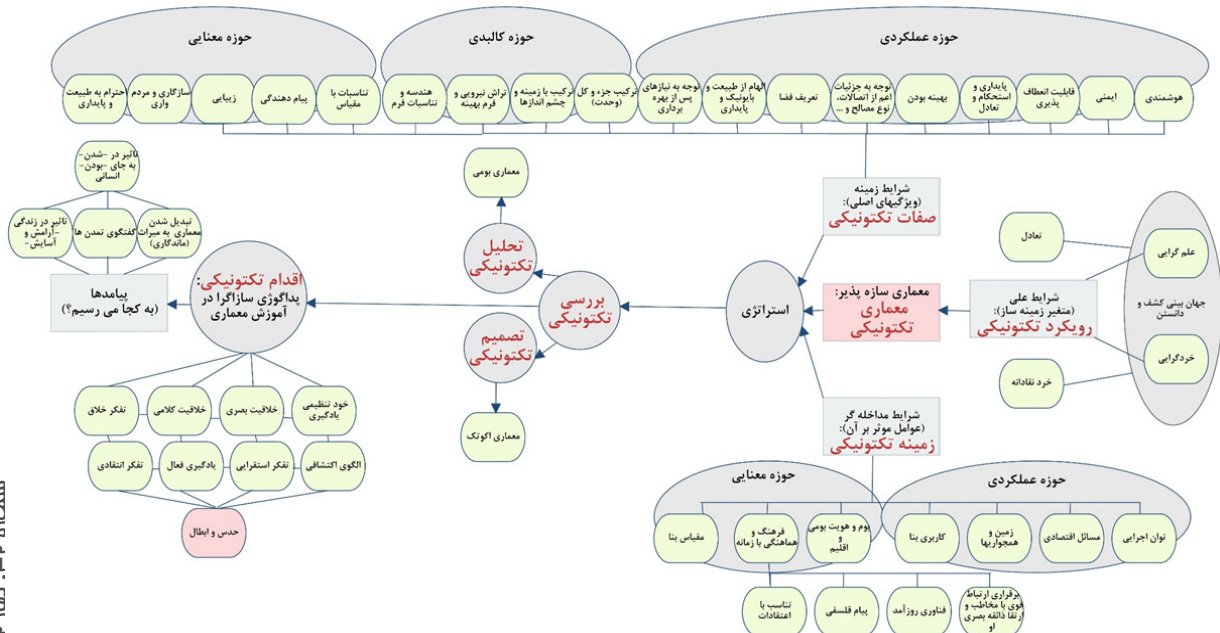 حوزه عملکردی
حوزه کالبدی
حوزه معنایی
هوشمندی
ایمنی
قابلیت انعطاف
پذیری
پایداری و
استحکام و
تعادل
بهینه بودن
توجه به جزئیات
اعم از اتصالات،
نوع مصالح و ...
تعریف فضا
الهام از طبیعت و
بایونیک و
پایداری
توجه به نیازهای
پس از بهره
برداری
ترکیب جزء و کل
(وحدت)
ترکیب با زمینه و
چشم اندازها
تراش نیرویی و
فرم بهینه
هندسه و
تناسبات فرم
تناسبات با
مقیاس
پیام دهندگی
زیبایی
سازگاری و مردم
واری
احترام به طبیعت
و پایداری
جهان بینی کشف و
دانستن
علم گرایی
خردگرایی
تعادل
خرد نقادانه
شرایط علی
(متغیر زمینه ساز):
رویکرد تکتونیکی
شرایط زمینه
(ویژگیهای اصلی):
صفات تکتونیکی
معماری سازه پذیر:
معماری
تکتونیکی
شرایط مداخله گر
(عوامل موثر بر آن):
زمینه تکتونیکی
استراتژی
بررسی
تکتونیکی
تحلیل
تکتونیکی
معماری بومی
تصمیم
تکتونیکی
معماری اکوتک
اقدام تکتونیکی:
پداگوژی سازاگرا در
آموزش معماری
پیامدها
(به کجا می رسیم؟)
تبدیل شدن
معماری به میراث
(ماندگاری)
گفتگوی تمدن ها
تاثیر در زندگی
-آرامش و
آسایش-
تاثیر در -شدن-
به جای -بودن-
انسانی
خود تنظیمی
یادگیری
خلاقیت بصری
خلاقیت کلامی
تفکر خلاق
الگوی اکتشافی
تفکر استقرایی
یادگیری فعال
تفکر انتقادی
حدس و ابطال
حوزه عملکردی
حوزه معنایی
توان اجرایی
مسائل اقتصادی
زمین و
همجواریها
کاربری بنا
بوم و هویت بومی
و
اقلیم
فرهنگ و
هماهنگی با زمانه
مقیاس بنا
برقراری ارتباط
قوی با مخاطب و
ارتقا ذائقه بصری
او
فناوری روزآمد
پیام فلسفی
تناسب با
اعتقادات